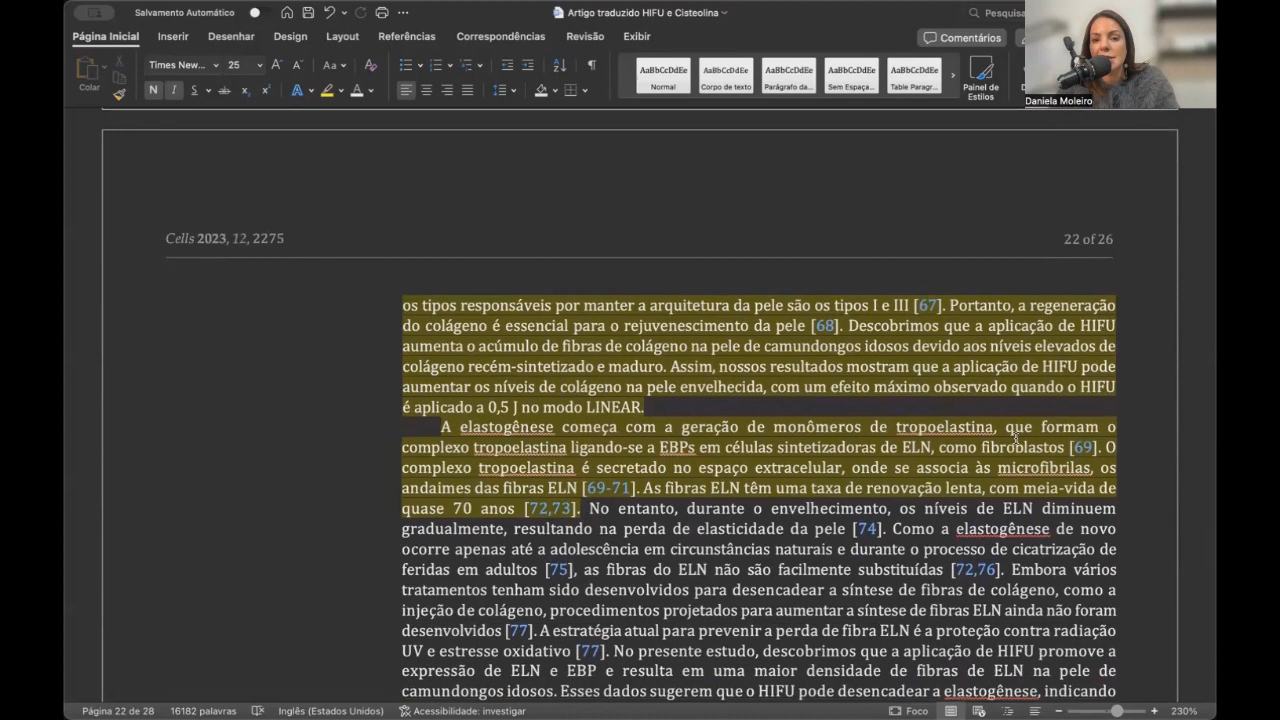 Salvamento Automático
Artigo traduzido HIFU e Cisteolina
Pesquisa
Página Inicial Inserir Desenhar Design Layout Referências Correspondências Revisão Exibir
Comentários
Colar
Times New... 25
AaBbCcDdEe AaBbCcDdEe AaBbCcDdEe AaBbCcDdEe AaBbCcDdEe
Normal Corpo de texto Parágrafo da... Sem Espaça... Table Paragr...
Painel de
Estilos
Daniela Moleiro
Cells 2023, 12, 2275
22 of 26
os tipos responsáveis por manter a arquitetura da pele são os tipos I e III [67]. Portanto, a regeneração
do colágeno é essencial para o rejuvenescimento da pele [68]. Descobrimos que a aplicação de HIFU
aumenta o acúmulo de fibras de colágeno na pele de camundongos idosos devido aos níveis elevados de
colágeno recém-sintetizado e maduro. Assim, nossos resultados mostram que a aplicação de HIFU pode
aumentar os níveis de colágeno na pele envelhecida, com um efeito máximo observado quando o HIFU
é aplicado a 0,5 J no modo LINEAR.
A elastogênese começa com a geração de monômeros de tropoelastina, que formam o
complexo tropoelastina ligando-se a EBPs em células sintetizadoras de ELN, como fibroblastos [69]. O
complexo tropoelastina é secretado no espaço extracelular, onde se associa às microfibrilas, os
andaimes das fibras ELN [69-71]. As fibras ELN têm uma taxa de renovação lenta, com meia-vida de
quase 70 anos [72,73]. No entanto, durante o envelhecimento, os níveis de ELN diminuem
gradualmente, resultando na perda de elasticidade da pele [74]. Como a elastogênese de novo
ocorre apenas até a adolescência em circunstâncias naturais e durante o processo de cicatrização de
feridas em adultos [75], as fibras do ELN não são facilmente substituídas [72,76]. Embora vários
tratamentos tenham sido desenvolvidos para desencadear a síntese de fibras de colágeno, como a
injeção de colágeno, procedimentos projetados para aumentar a síntese de fibras ELN ainda não foram
desenvolvidos [77]. A estratégia atual para prevenir a perda de fibra ELN é a proteção contra radiação
UV e estresse oxidativo [77]. No presente estudo, descobrimos que a aplicação de HIFU promove a
expressão de ELN e EBP e resulta em uma maior densidade de fibras de ELN na pele de
camundongos idosos. Esses dados sugerem que o HIFU pode desencadear a elastogênese, indicando
Página 22 de 28 16182 palavras Inglês (Estados Unidos) Acessibilidade: investigar Foco 230%